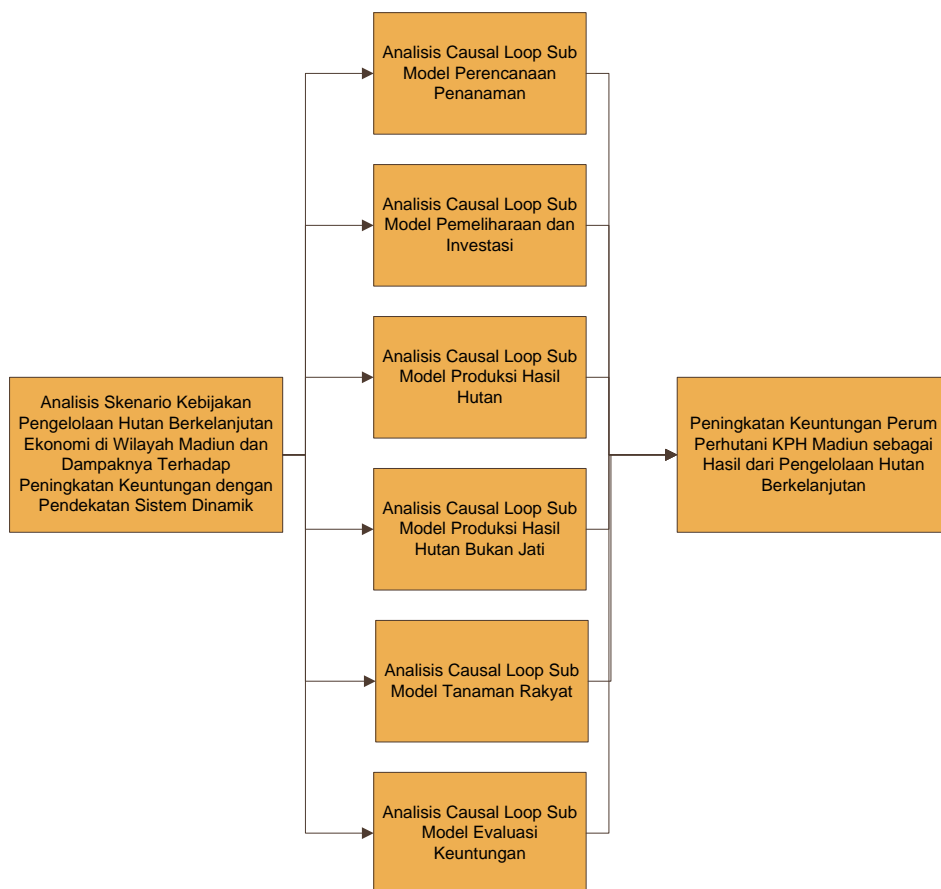 Analisis Skenario Kebijakan
Pengelolaan Hutan Berkelanjutan
Ekonomi di Wilayah Madiun dan
Dampaknya Terhadap
Peningkatan Keuntungan dengan
Pendekatan Sistem Dinamik
Analisis Causal Loop Sub
Model Perencanaan
Penanaman
Analisis Causal Loop Sub
Model Pemeliharaan dan
Investasi
Analisis Causal Loop Sub
Model Produksi Hasil
Hutan
Analisis Causal Loop Sub
Model Produksi Hasil
Hutan Bukan Jati
Analisis Causal Loop Sub
Model Tanaman Rakyat
Analisis Causal Loop Sub
Model Evaluasi
Keuntungan
Peningkatan Keuntungan Perum
Perhutani KPH Madiun sebagai
Hasil dari Pengelolaan Hutan
Berkelanjutan